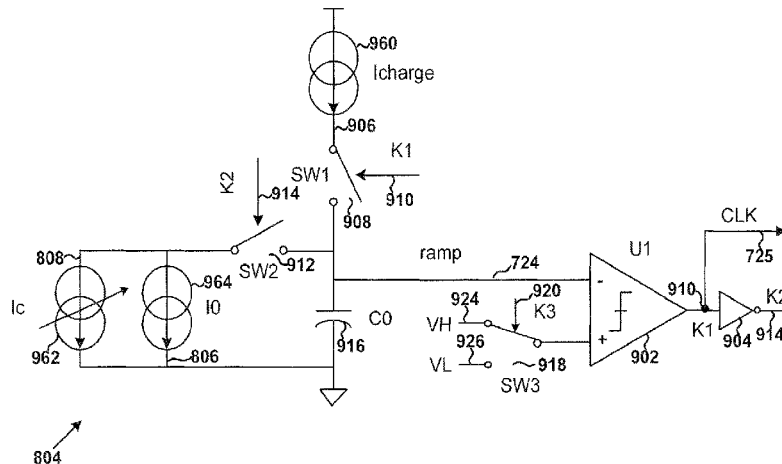 960
Icharge
906
K1
K2
914
SW1
910
908
CLK
725
808
964
SW2
912
ramp
724
U1
Ic
I0
C0
916
920
924
K3
VH
926
VL
918
SW3
-
+
902
910
K1
904
K2
914
962
806
804